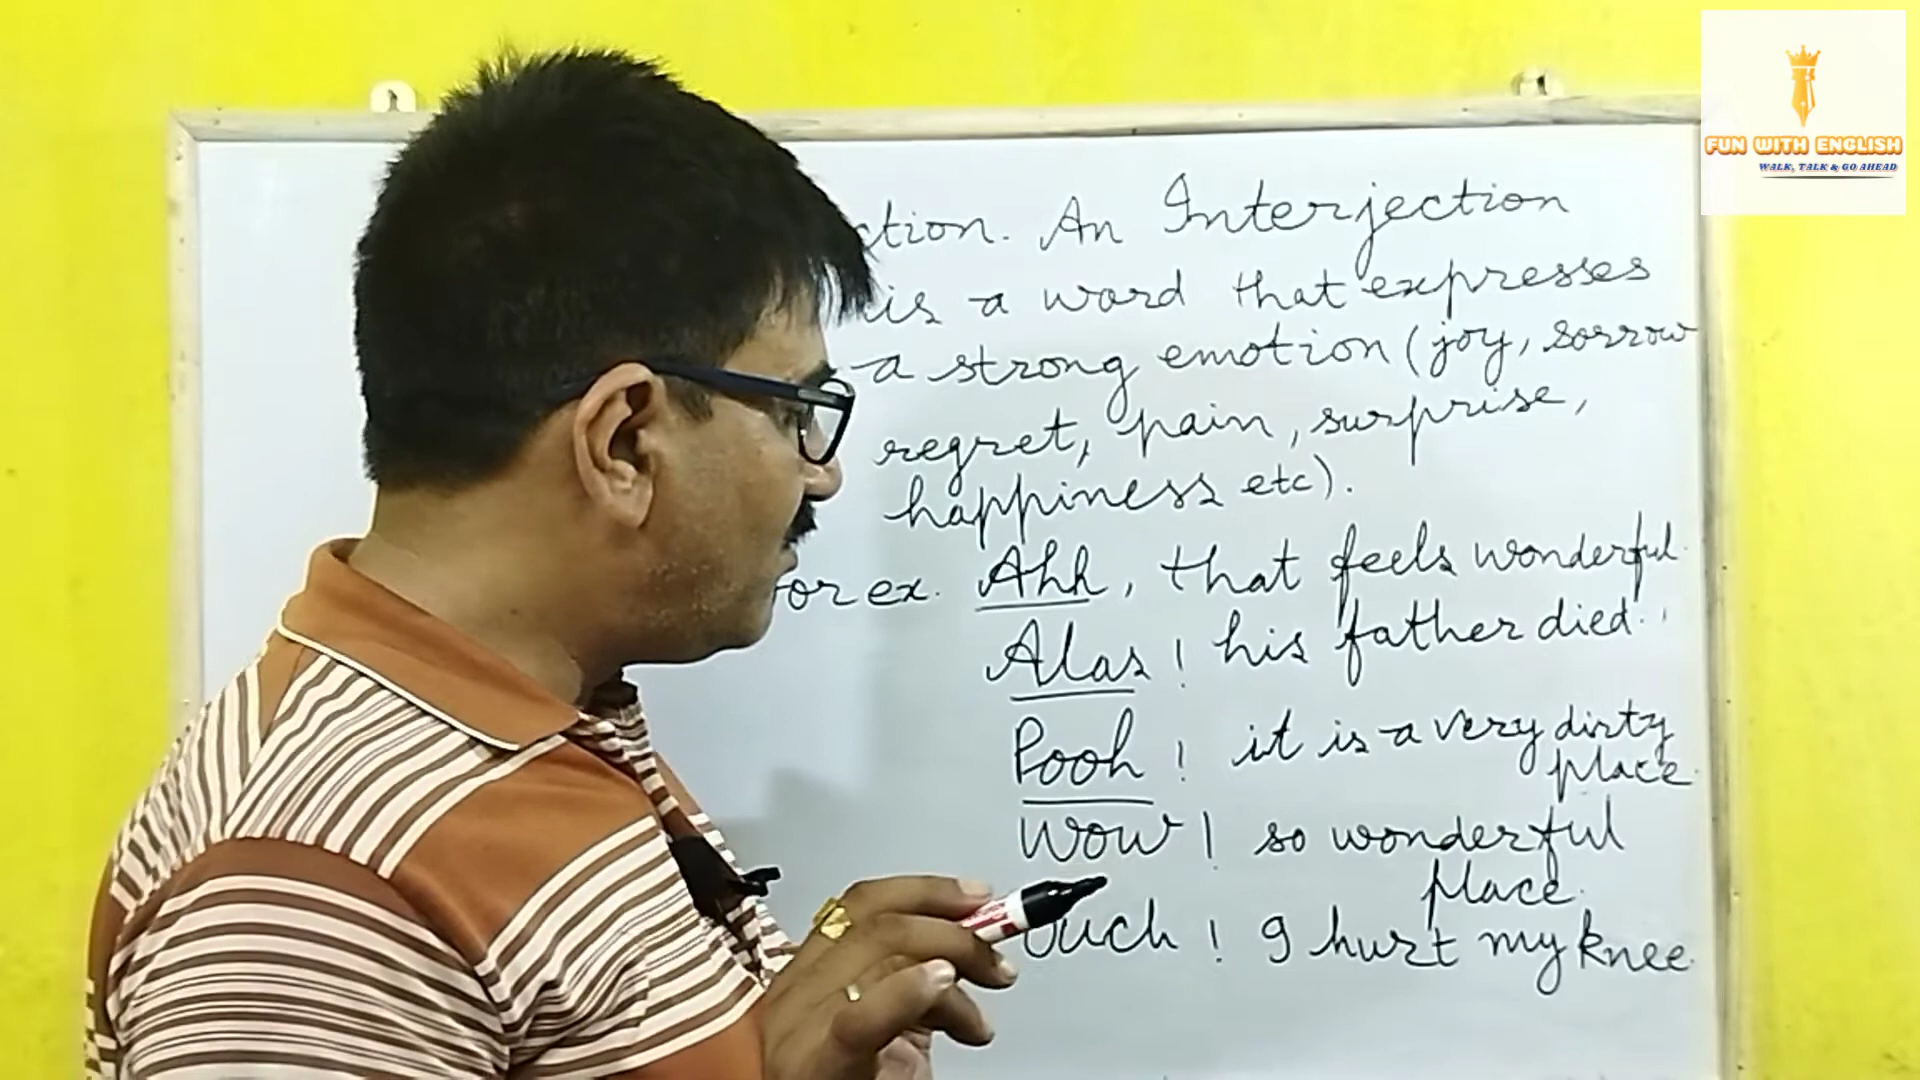 FUN WITH ENGLISH
WALK, TALK & GO AHEAD
ction. An Interjection
is a word that expresses
a strong emotion (joy, sorrow
regret, pain, surprise,
happiness etc).
or ex. Ahh, that feels wonderful.
Alas! his father died.
Pooh! it is a very dirty
place.
Wow! so wonderful
place.
Ouch! I hurt my knee.